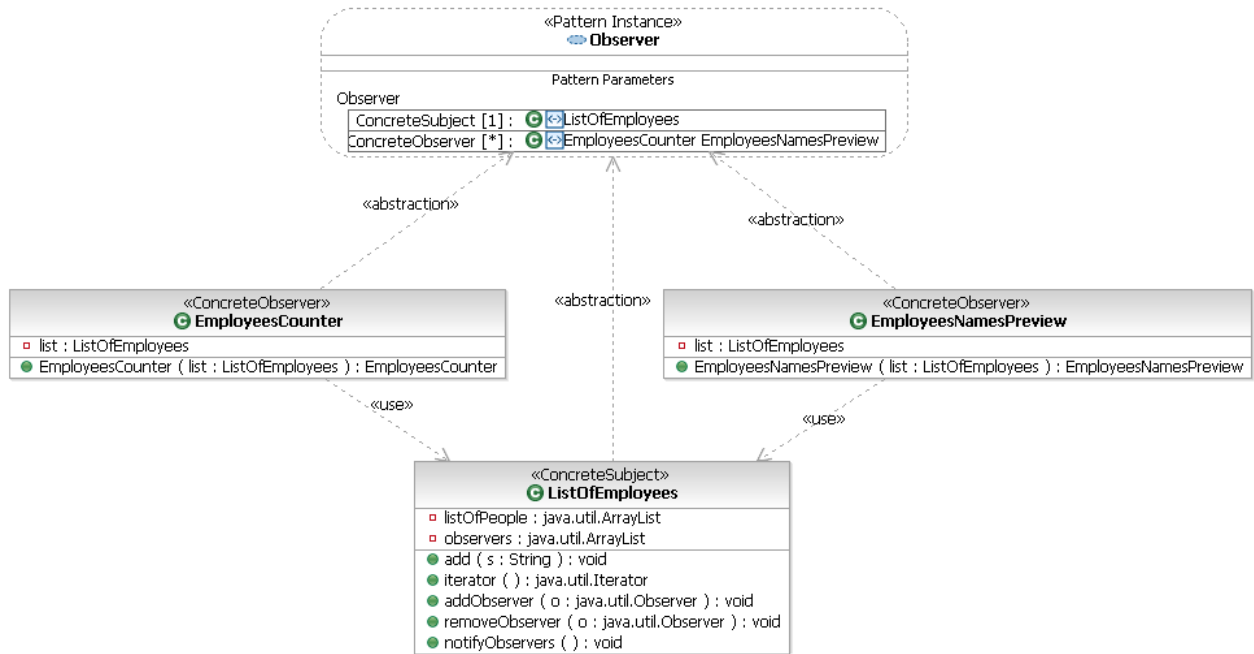 «Pattern Instance»
Observer
Pattern Parameters
Observer
ConcreteSubject [1] : ListOfEmployees
ConcreteObserver [*] : EmployeesCounter EmployeesNamesPreview
«abstraction»
«abstraction»
«abstraction»
«ConcreteObserver»
EmployeesCounter
list : ListOfEmployees
EmployeesCounter ( list : ListOfEmployees ) : EmployeesCounter
«ConcreteObserver»
EmployeesNamesPreview
list : ListOfEmployees
EmployeesNamesPreview ( list : ListOfEmployees ) : EmployeesNamesPreview
«use»
«use»
«ConcreteSubject»
ListOfEmployees
listOfPeople : java.util.ArrayList
observers : java.util.ArrayList
add ( s : String ) : void
iterator ( ) : java.util.Iterator
addObserver ( o : java.util.Observer ) : void
removeObserver ( o : java.util.Observer ) : void
notifyObservers ( ) : void